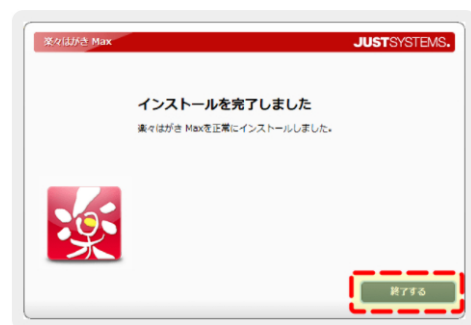 楽々はがき Max
JUSTSYSTEMS.
インストールを完了しました
楽々はがき Maxを正常にインストールしました。
楽
終了する